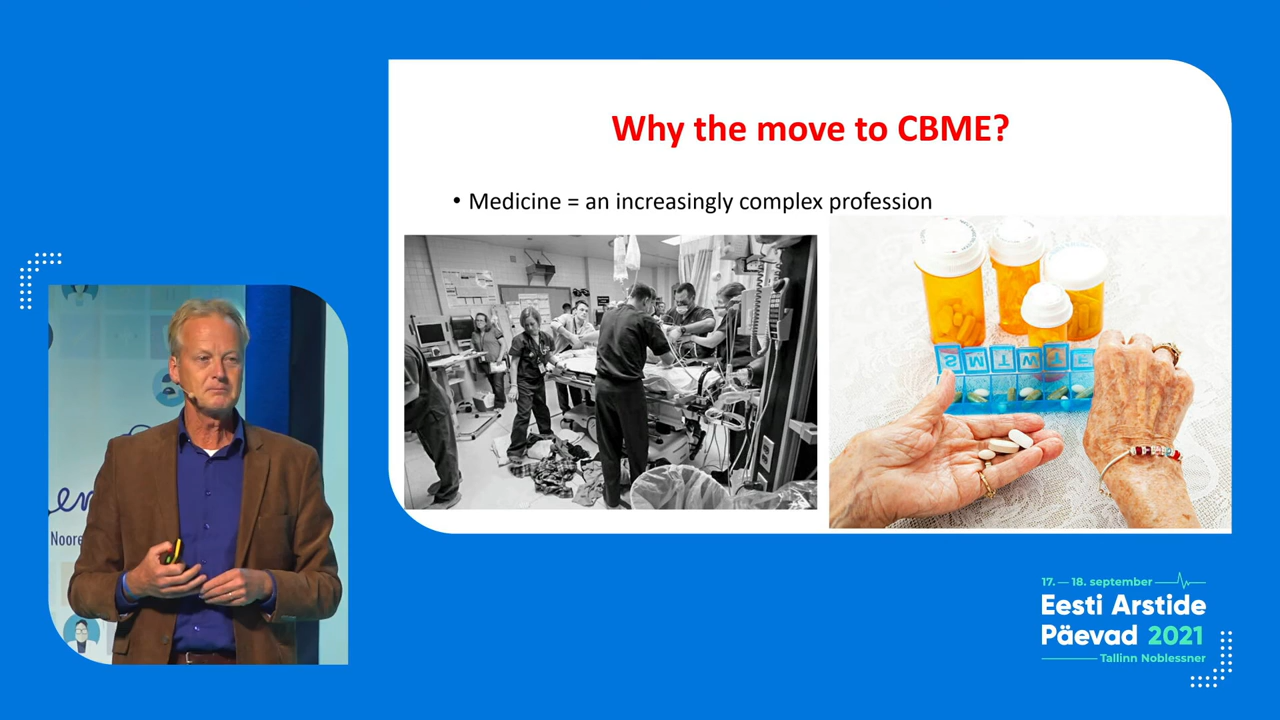 Why the move to CBME?
• Medicine = an increasingly complex profession
S M T W T F
en
Noore
17. — 18. september
Eesti Arstide
Päevad 2021
Tallinn Noblessner